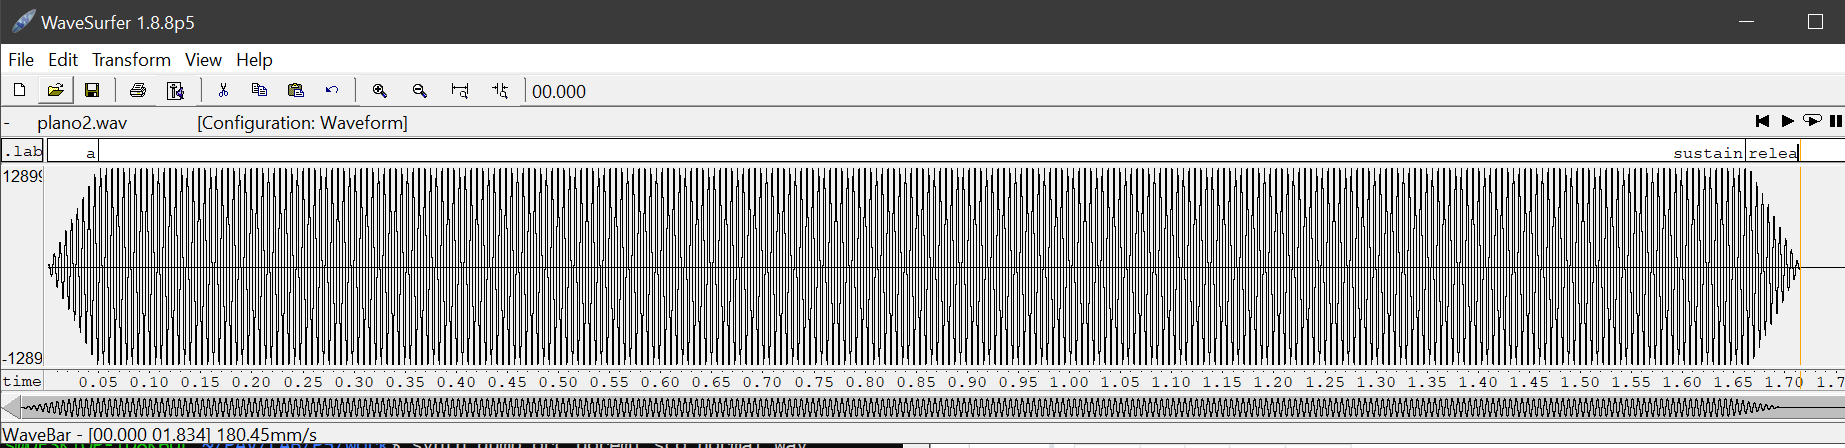 WaveSurfer 1.8.8p5
File Edit Transform View Help
00.000
- plano2.wav [Configuration: Waveform]
.lab a sustain relea
12899
-1289
time 0.05 0.10 0.15 0.20 0.25 0.30 0.35 0.40 0.45 0.50 0.55 0.60 0.65 0.70 0.75 0.80 0.85 0.90 0.95 1.00 1.05 1.10 1.15 1.20 1.25 1.30 1.35 1.40 1.45 1.50 1.55 1.60 1.65 1.70 1.7
WaveBar - [00.000 01.834] 180.45mm/s